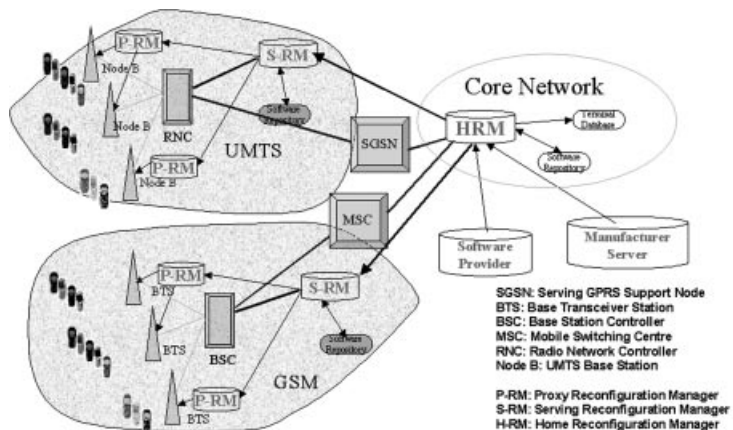 P-RM
S-RM
Node B
Core Network
HRM
Terminal
Database
Software
Repository
Software
Repository
Node B
RNC
UMTS
SGSN
P-RM
Node B
MSC
Software
Provider
Manufacturer
Server
P-RM
S-RM
BTS
BTS
BSC
Software
Repository
GSM
P-RM
BTS
SGSN: Serving GPRS Support Node
BTS: Base Transceiver Station
BSC: Base Station Controller
MSC: Mobile Switching Centre
RNC: Radio Network Controller
Node B: UMTS Base Station
P-RM: Proxy Reconfiguration Manager
S-RM: Serving Reconfiguration Manager
H-RM: Home Reconfiguration Manager